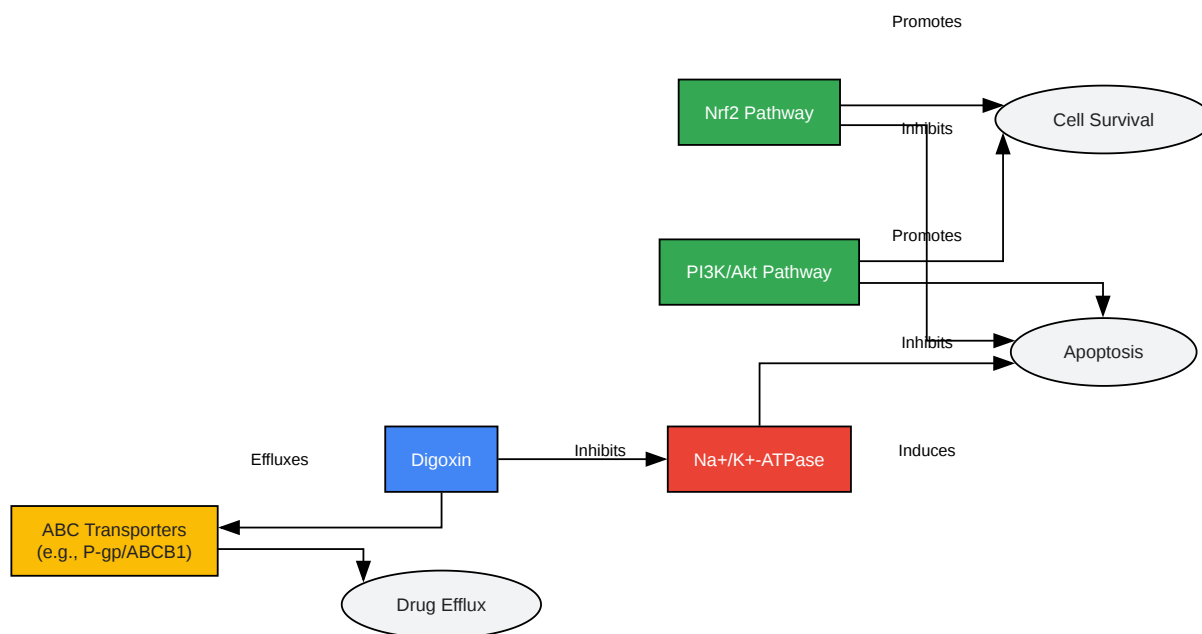 Promotes
Nrf2 Pathway
Cell Survival
Inhibits
Promotes
PI3K/Akt Pathway
Inhibits
Apoptosis
Effluxes
Digoxin
Inhibits
Na+/K+-ATPase
Induces
ABC Transporters
(e.g., P-gp/ABCB1)
Drug Efflux